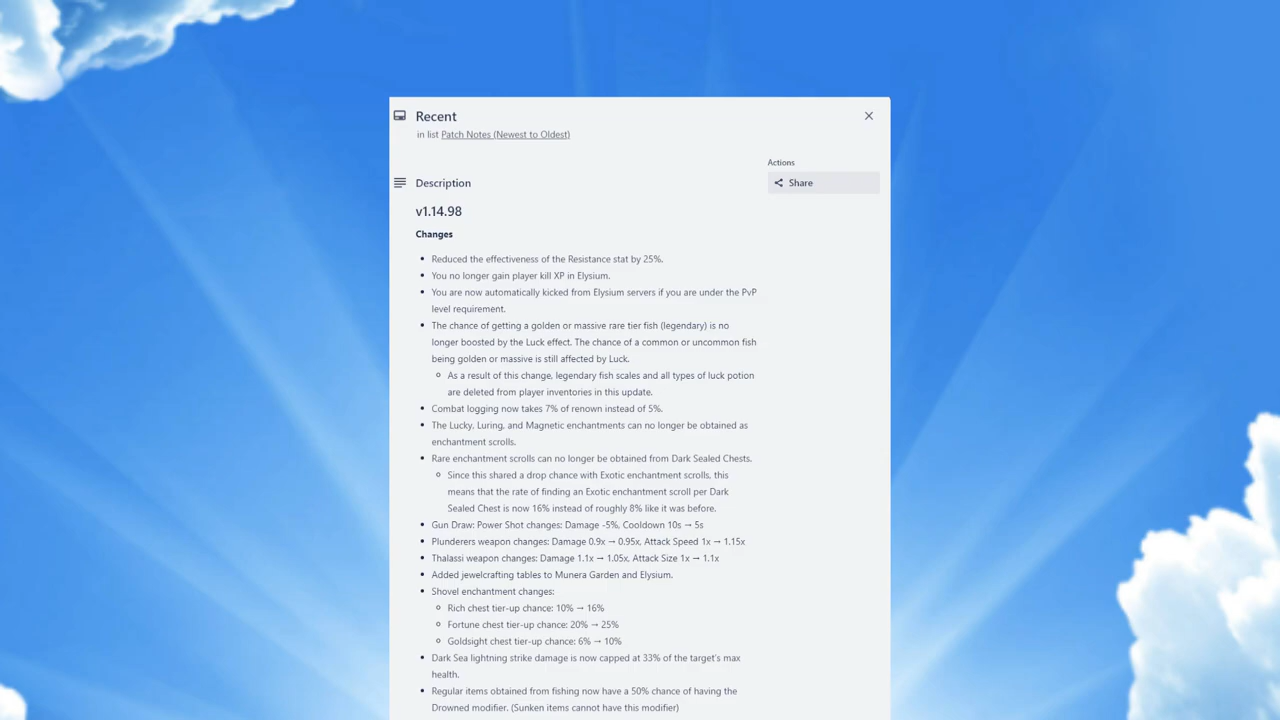 Recent
in list Patch Notes (Newest to Oldest)
Actions
Share
Description
v1.14.98
Changes
• Reduced the effectiveness of the Resistance stat by 25%.
• You no longer gain player kill XP in Elysium.
• You are now automatically kicked from Elysium servers if you are under the PvP
level requirement.
• The chance of getting a golden or massive rare tier fish (legendary) is no
longer boosted by the Luck effect. The chance of a common or uncommon fish
being golden or massive is still affected by Luck.
◦ As a result of this change, legendary fish scales and all types of luck potion
are deleted from player inventories in this update.
• Combat logging now takes 7% of renown instead of 5%.
• The Lucky, Luring, and Magnetic enchantments can no longer be obtained as
enchantment scrolls.
• Rare enchantment scrolls can no longer be obtained from Dark Sealed Chests.
◦ Since this shared a drop chance with Exotic enchantment scrolls, this
means that the rate of finding an Exotic enchantment scroll per Dark
Sealed Chest is now 16% instead of roughly 8% like it was before.
• Gun Draw: Power Shot changes: Damage -5%, Cooldown 10s → 5s
• Plunderers weapon changes: Damage 0.9x → 0.95x, Attack Speed 1x → 1.15x
• Thalassi weapon changes: Damage 1.1x → 1.05x, Attack Size 1x → 1.1x
• Added jewelcrafting tables to Munera Garden and Elysium.
• Shovel enchantment changes:
◦ Rich chest tier-up chance: 10% → 16%
◦ Fortune chest tier-up chance: 20% → 25%
◦ Goldsight chest tier-up chance: 6% → 10%
• Dark Sea lightning strike damage is now capped at 33% of the target's max
health.
• Regular items obtained from fishing now have a 50% chance of having the
Drowned modifier. (Sunken items cannot have this modifier)